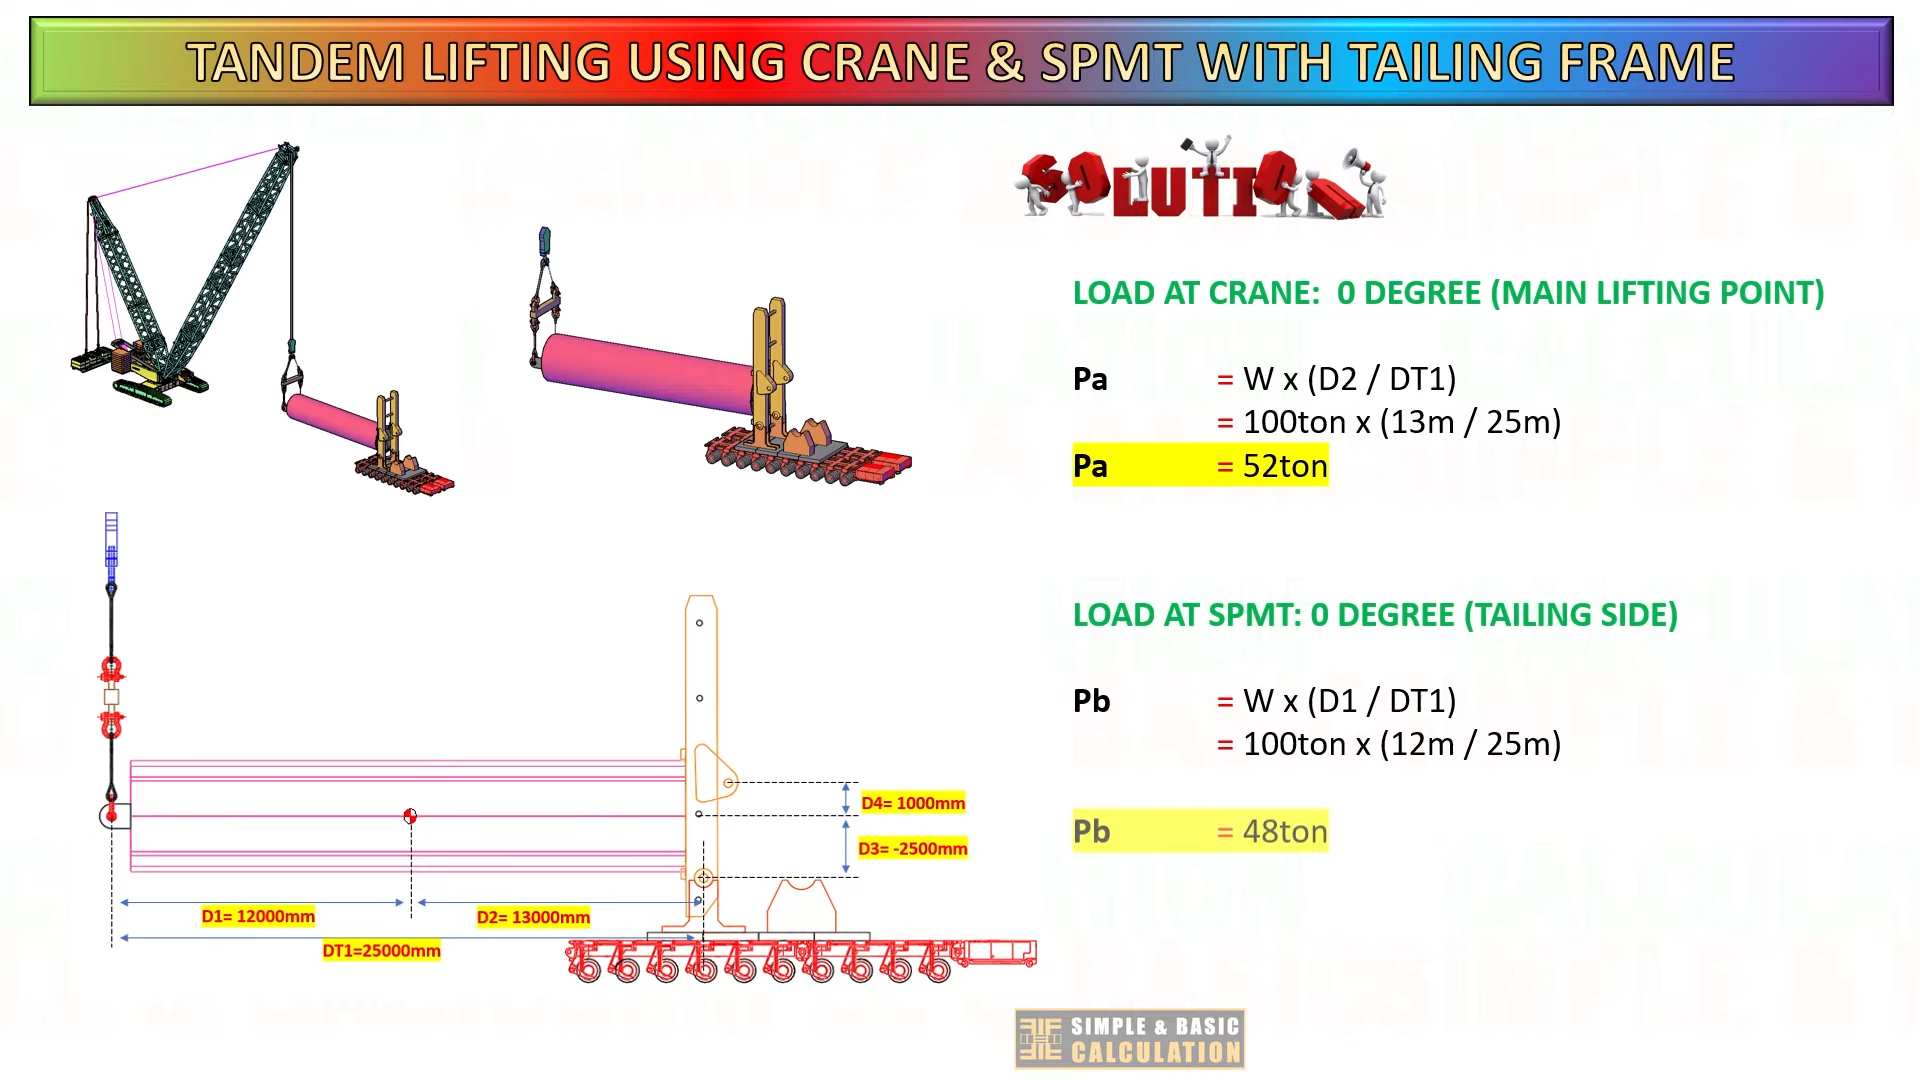 TANDEM LIFTING USING CRANE & SPMT WITH TAILING FRAME
SOLUTION
LOAD AT CRANE: 0 DEGREE (MAIN LIFTING POINT)
Pa = W x (D2 / DT1)
= 100ton x (13m / 25m)
Pa = 52ton
LOAD AT SPMT: 0 DEGREE (TAILING SIDE)
Pb = W x (D1 / DT1)
= 100ton x (12m / 25m)
Pb = 48ton
D4= 1000mm
D3= -2500mm
D1= 12000mm
D2= 13000mm
DT1=25000mm
SIMPLE & BASIC
CALCULATION